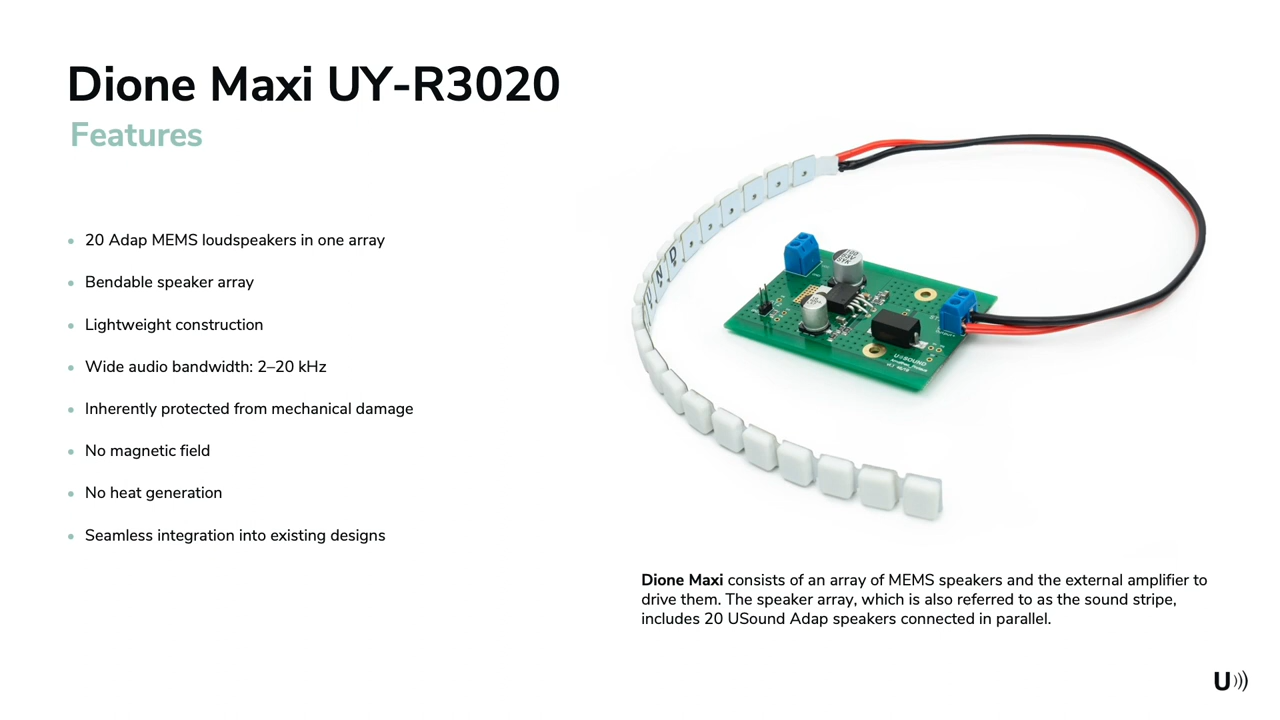 Dione Maxi UY-R3020
Features
• 20 Adap MEMS loudspeakers in one array
• Bendable speaker array
• Lightweight construction
• Wide audio bandwidth: 2–20 kHz
• Inherently protected from mechanical damage
• No magnetic field
• No heat generation
• Seamless integration into existing designs
U SOUND
Dione Maxi consists of an array of MEMS speakers and the external amplifier to
drive them. The speaker array, which is also referred to as the sound stripe,
includes 20 USound Adap speakers connected in parallel.
U